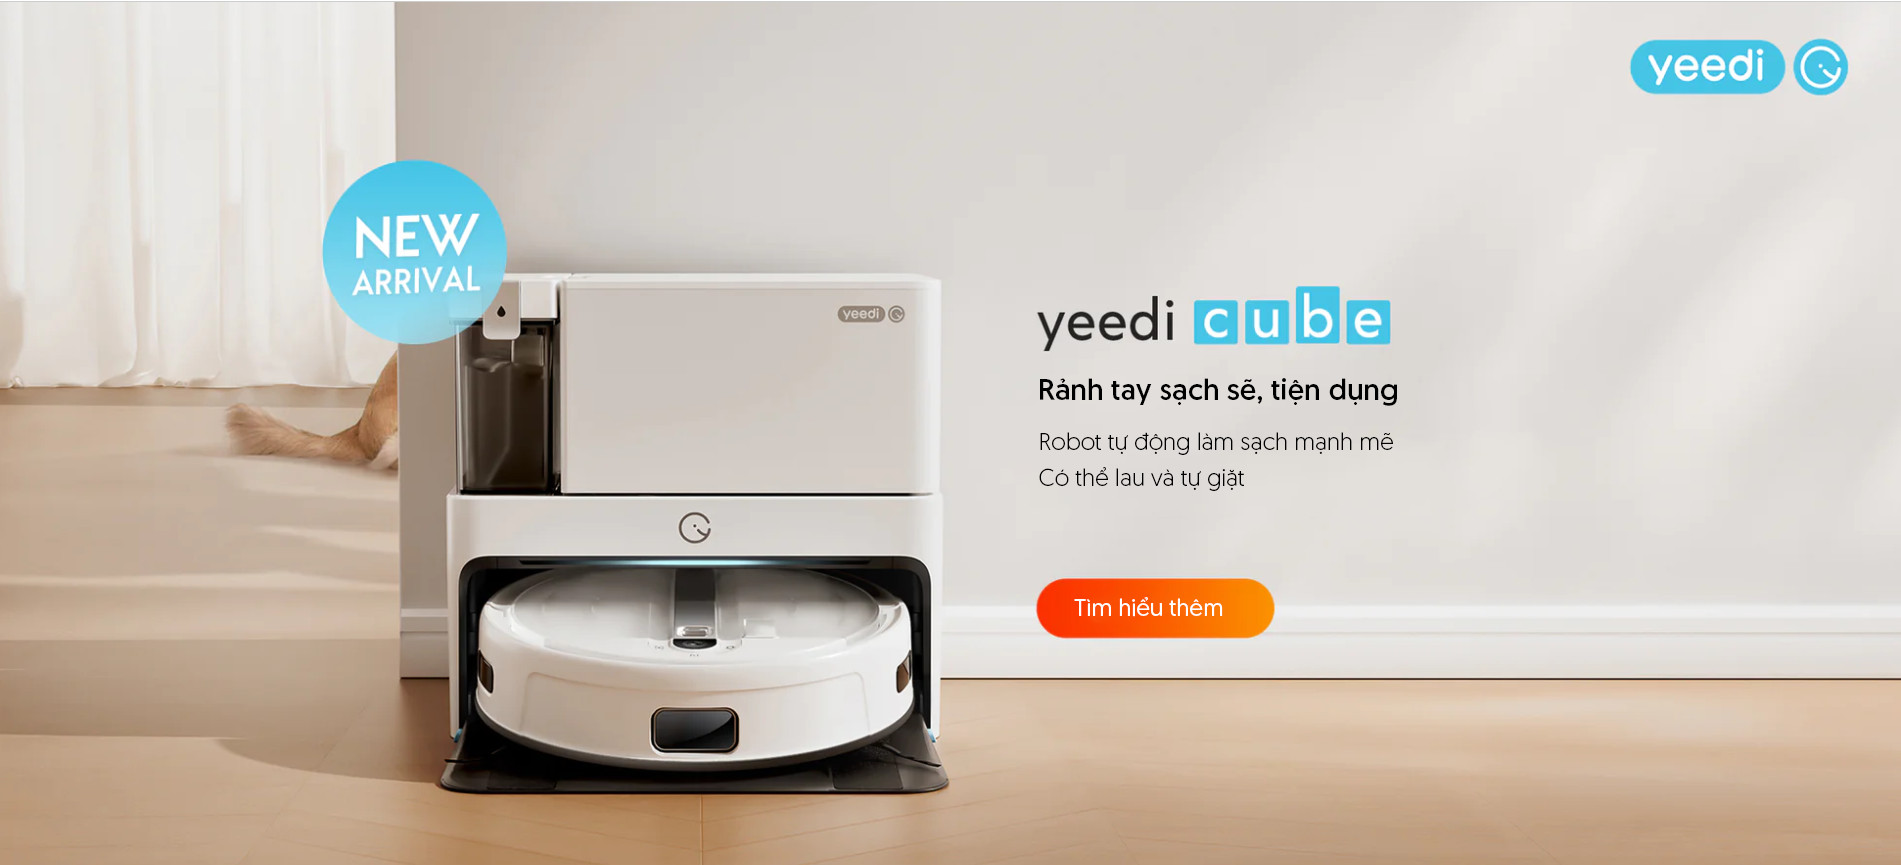 yeedi
NEW
ARRIVAL
yeedi
yeedi cube
Rảnh tay sạch sẽ, tiện dụng
Robot tự động làm sạch mạnh mẽ
Có thể lau và tự giặt
Tìm hiểu thêm